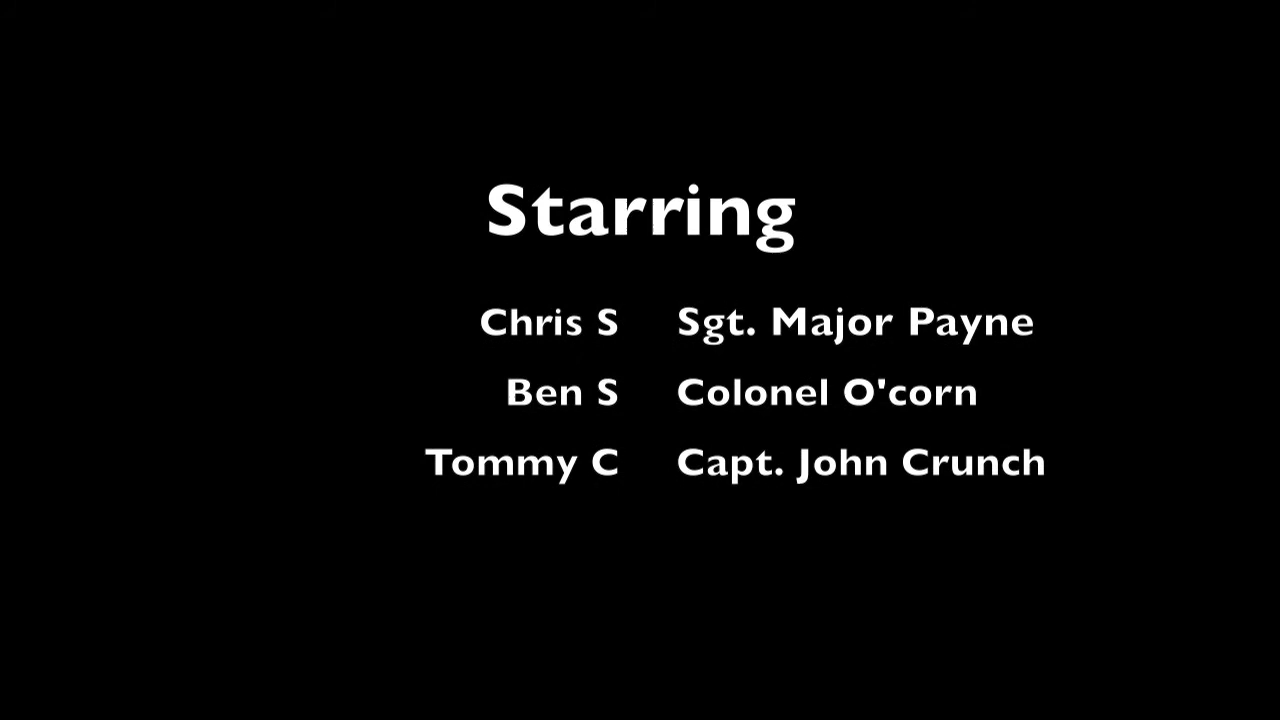 Starring
Chris S Sgt. Major Payne
Ben S Colonel O'corn
Tommy C Capt. John Crunch